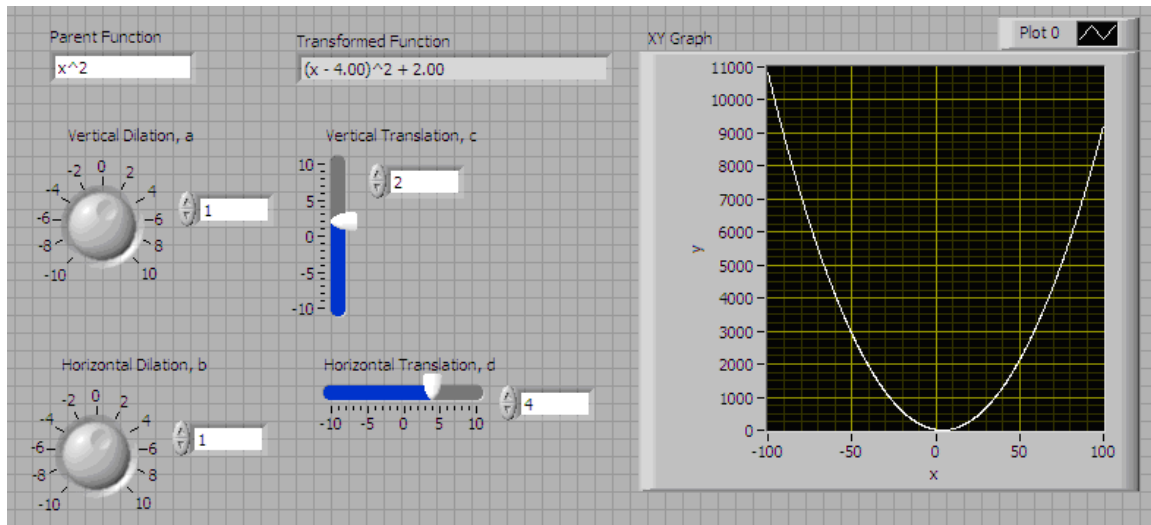 Parent Function
x^2
Transformed Function
(x - 4.00)^2 + 2.00
Vertical Dilation, a
-10 -8 -6 -4 -2 0 2 4 6 8 10
1
Vertical Translation, c
10
5
0
-5
-10
2
Horizontal Dilation, b
-10 -8 -6 -4 -2 0 2 4 6 8 10
1
Horizontal Translation, d
-10 -5 0 5 10
4
XY Graph
Plot 0
11000
10000
9000
8000
7000
6000
5000
4000
3000
2000
1000
0
y
-100 -50 0 50 100
x